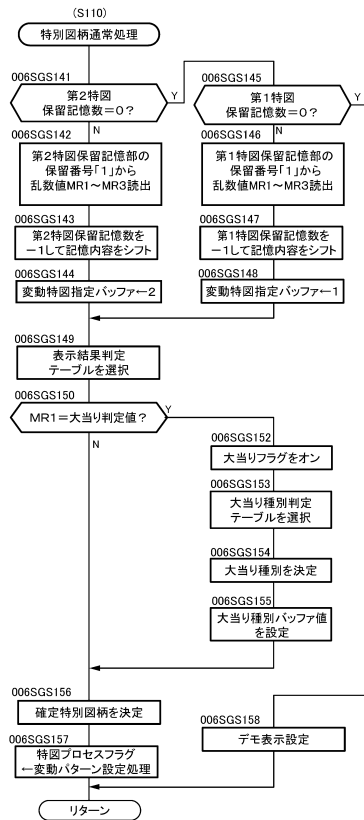 (S110)
特別図柄通常処理
006SGS141
第2特図
保留記憶数=0?
Y
N
006SGS142
第2特図保留記憶部の
保留番号「1」から
乱数値MR1～MR3読出
006SGS143
第2特図保留記憶数を
－1して記憶内容をシフト
006SGS144
変動特図指定バッファ←2
006SGS145
第1特図
保留記憶数=0?
Y
N
006SGS146
第1特図保留記憶部の
保留番号「1」から
乱数値MR1～MR3読出
006SGS147
第1特図保留記憶数を
－1して記憶内容をシフト
006SGS148
変動特図指定バッファ←1
006SGS149
表示結果判定
テーブルを選択
006SGS150
MR1=大当り判定値?
Y
N
006SGS152
大当りフラグをオン
006SGS153
大当り種別判定
テーブルを選択
006SGS154
大当り種別を決定
006SGS155
大当り種別バッファ値
を設定
006SGS156
確定特別図柄を決定
006SGS157
特図プロセスフラグ
←変動パターン設定処理
006SGS158
デモ表示設定
リターン